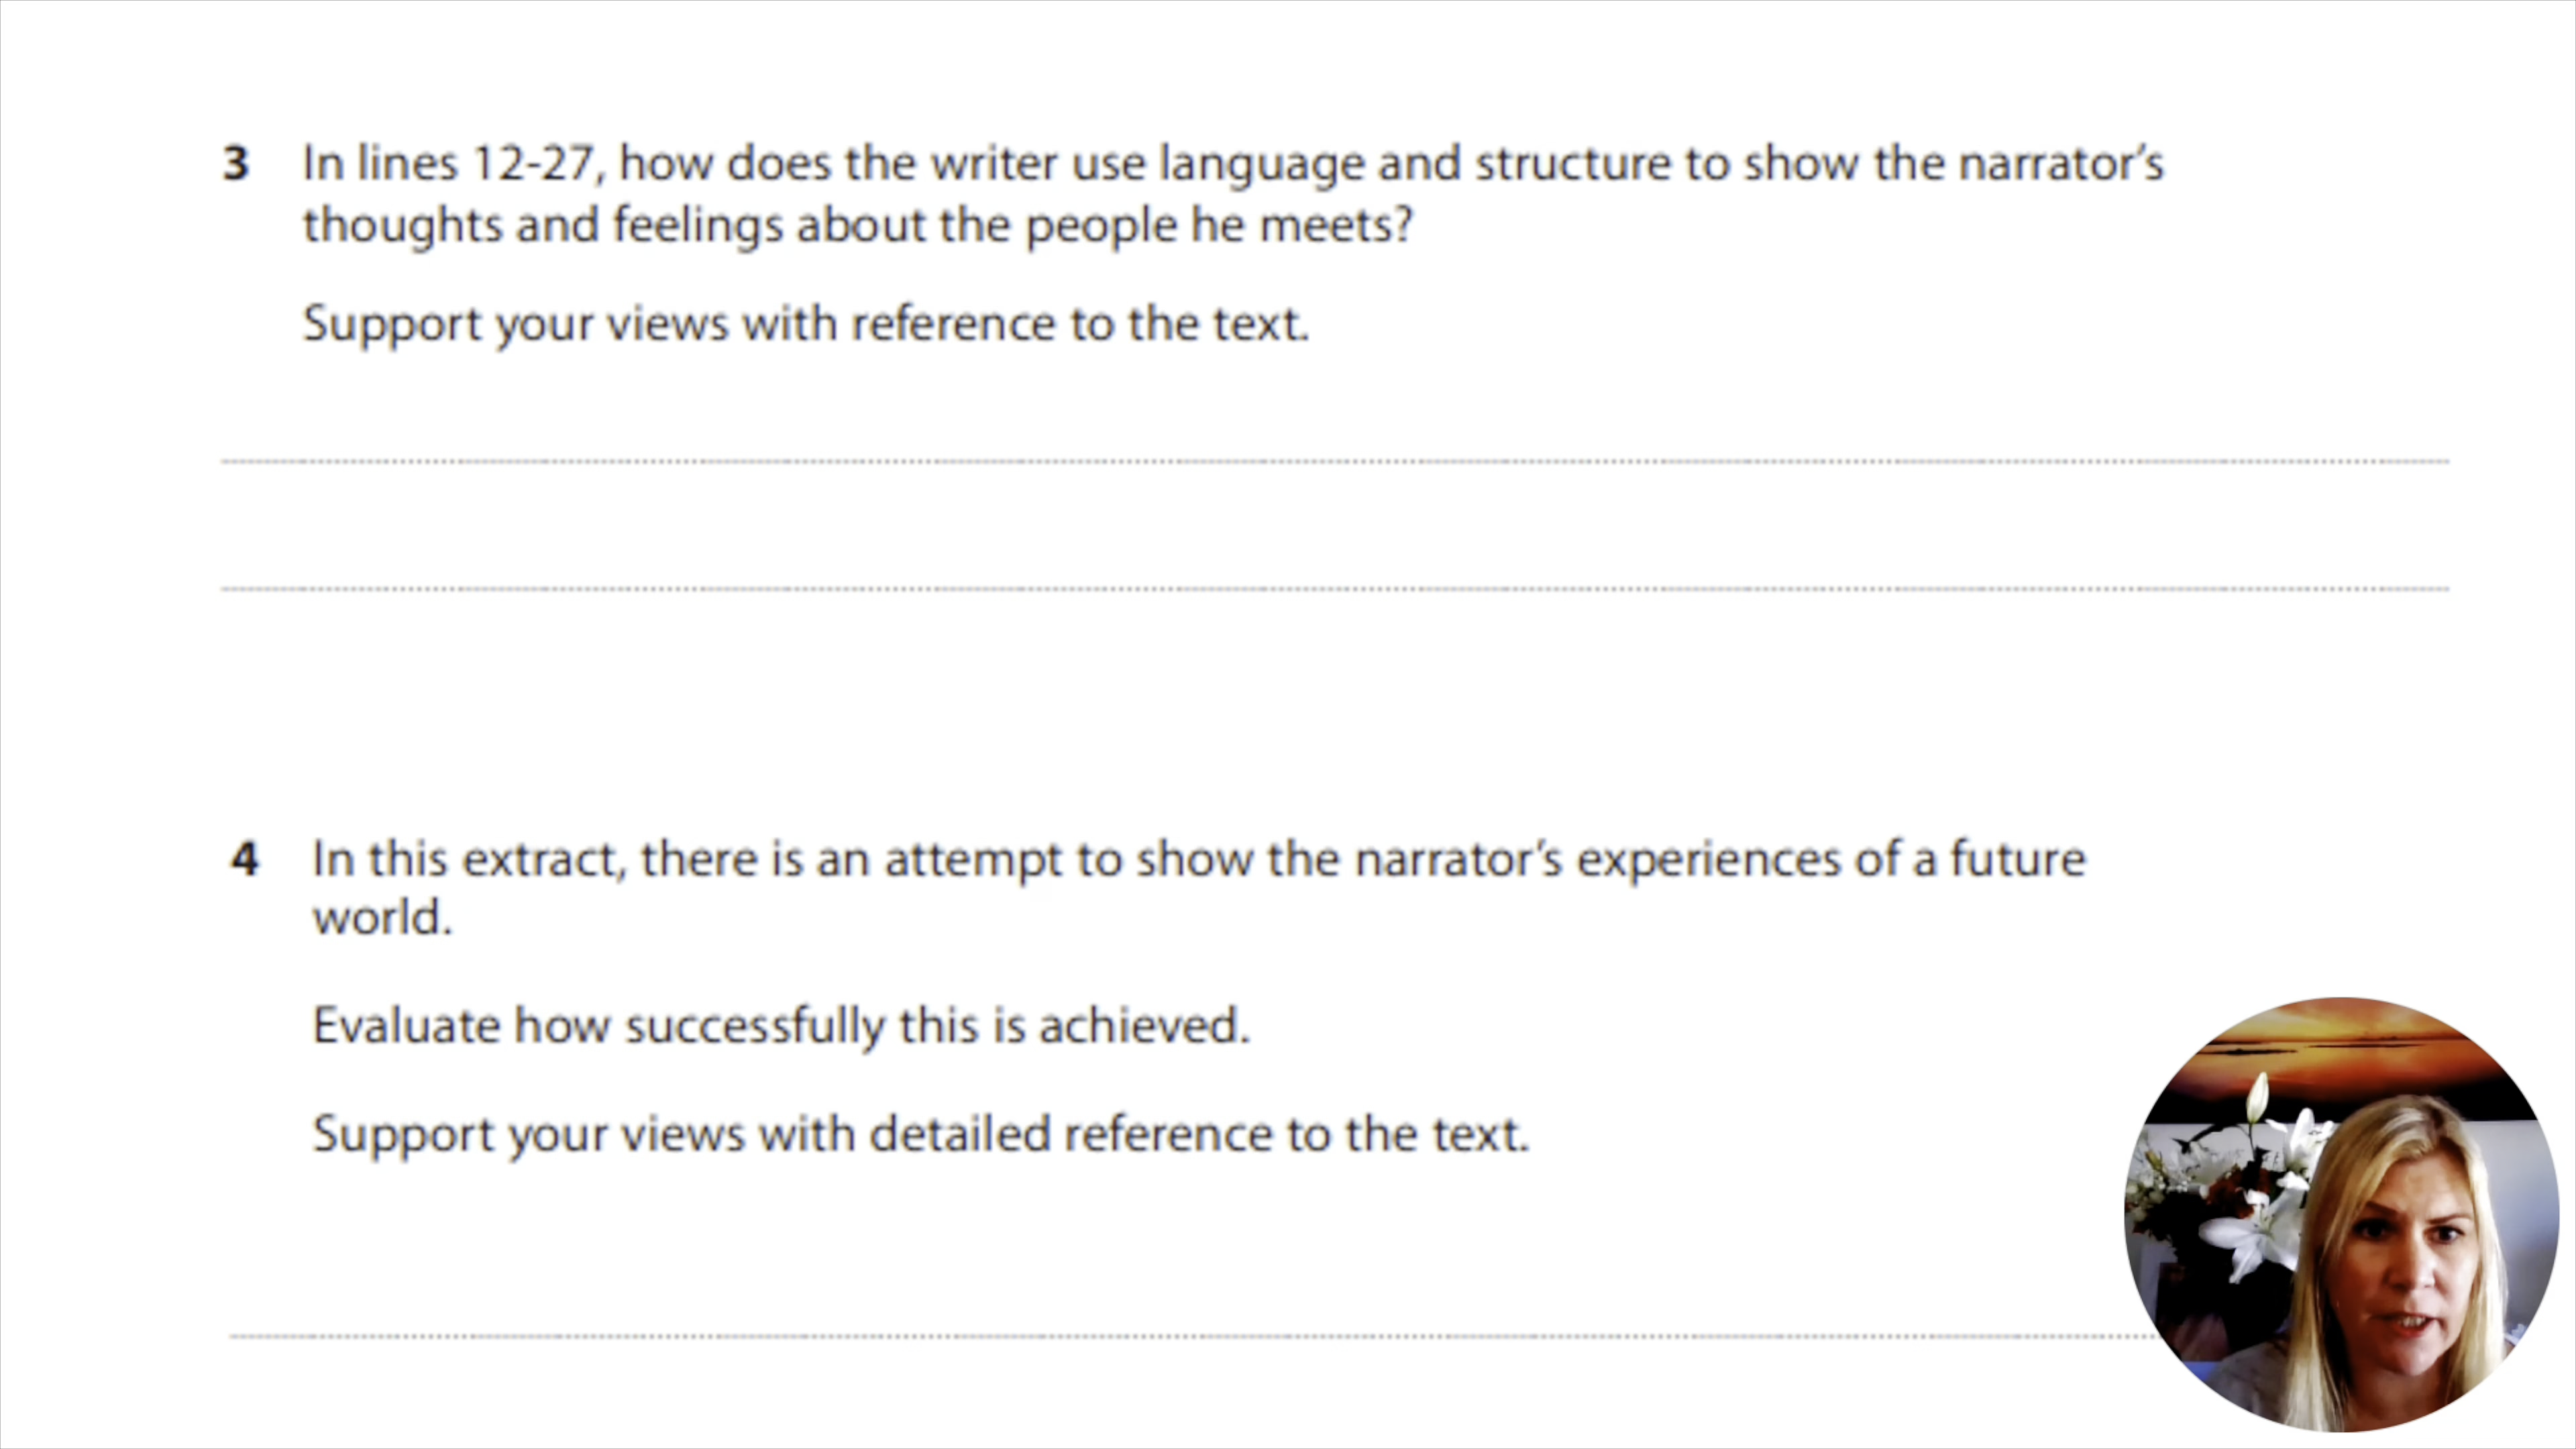 3 In lines 12-27, how does the writer use language and structure to show the narrator’s
thoughts and feelings about the people he meets?
Support your views with reference to the text.
4 In this extract, there is an attempt to show the narrator’s experiences of a future
world.
Evaluate how successfully this is achieved.
Support your views with detailed reference to the text.